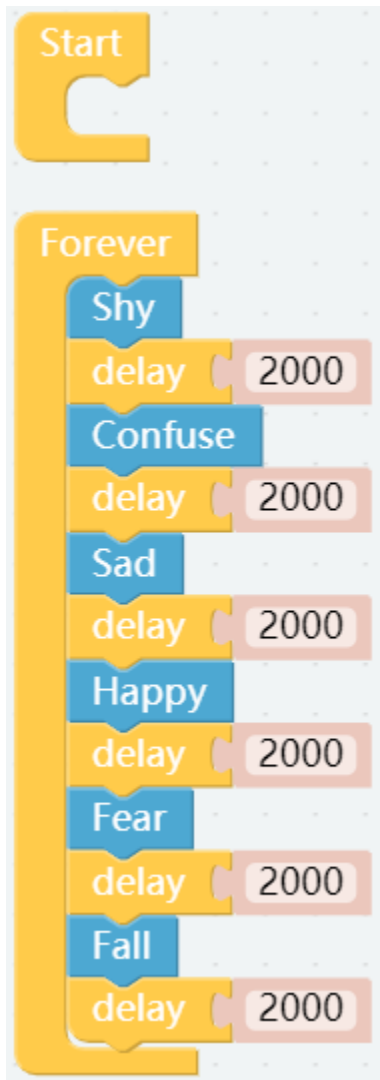 Start
Forever
Shy
delay 2000
Confuse
delay 2000
Sad
delay 2000
Happy
delay 2000
Fear
delay 2000
Fall
delay 2000